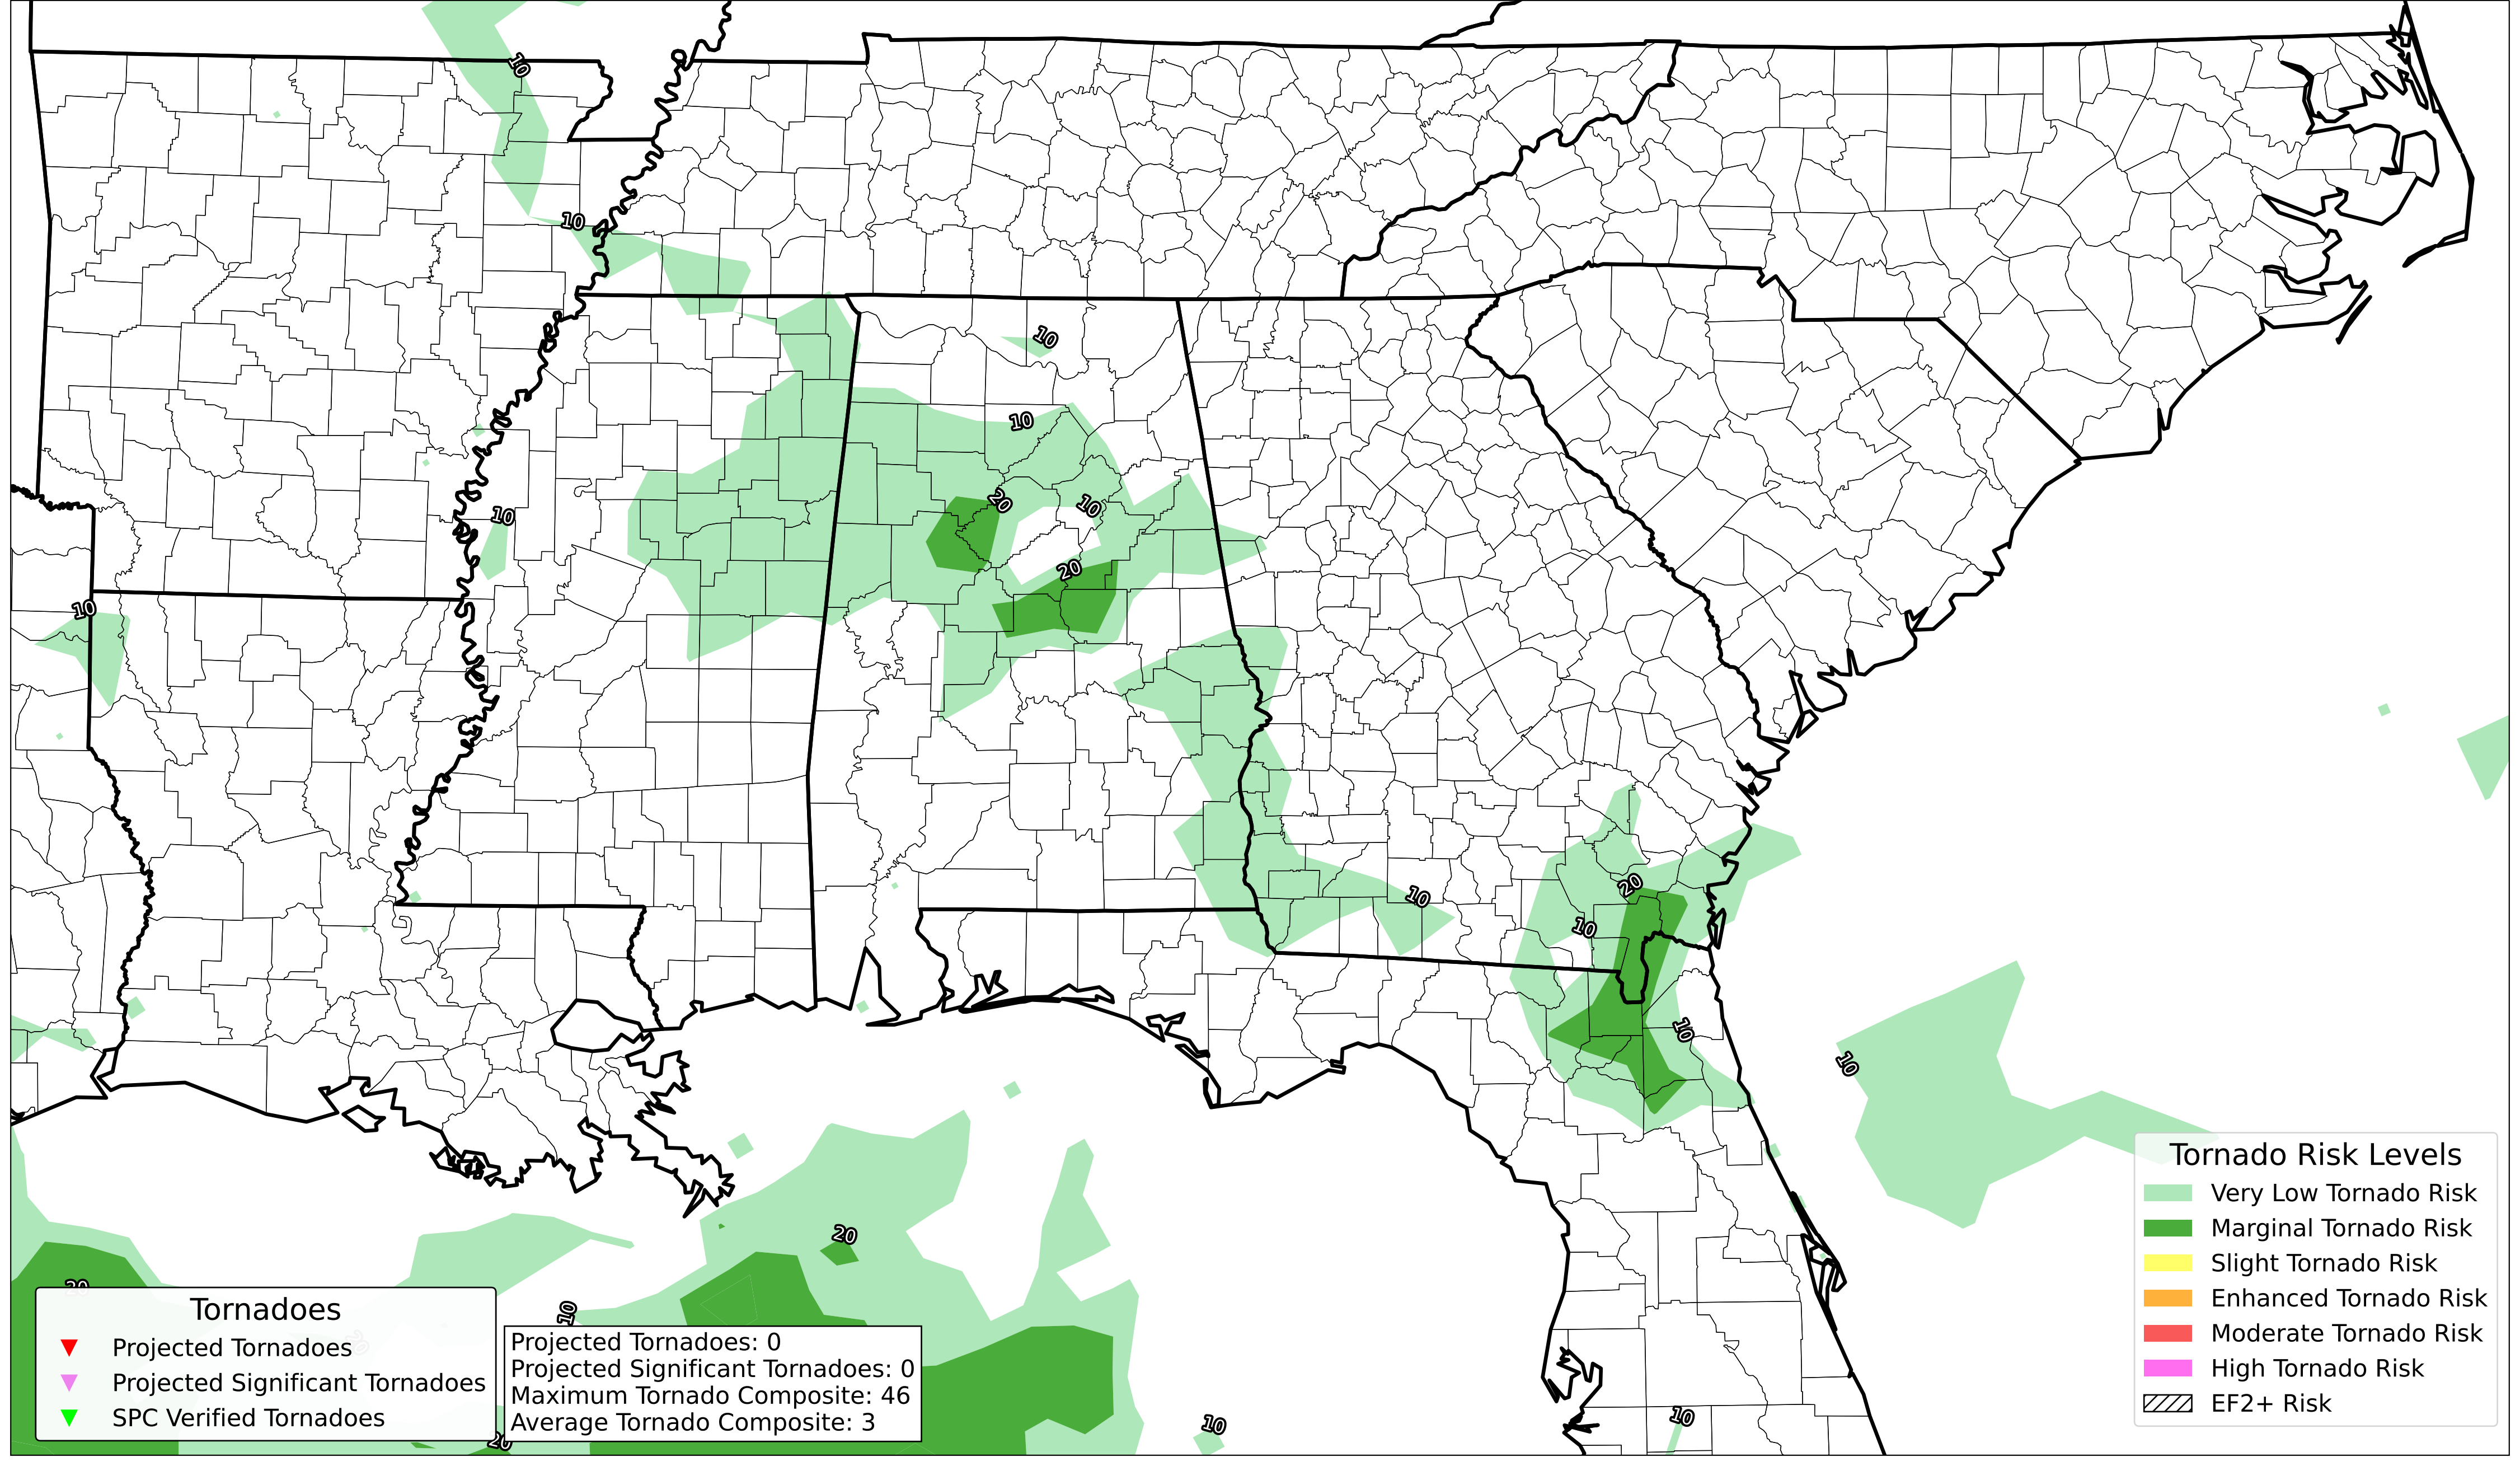 10
10
10
10
20
10
10
20
10
10
20
10
10
10
20
20
10
20
20
10
10
Tornadoes
Projected Tornadoes
Projected Significant Tornadoes
SPC Verified Tornadoes
Projected Tornadoes: 0
Projected Significant Tornadoes: 0
Maximum Tornado Composite: 46
Average Tornado Composite: 3
Tornado Risk Levels
Very Low Tornado Risk
Marginal Tornado Risk
Slight Tornado Risk
Enhanced Tornado Risk
Moderate Tornado Risk
High Tornado Risk
EF2+ Risk